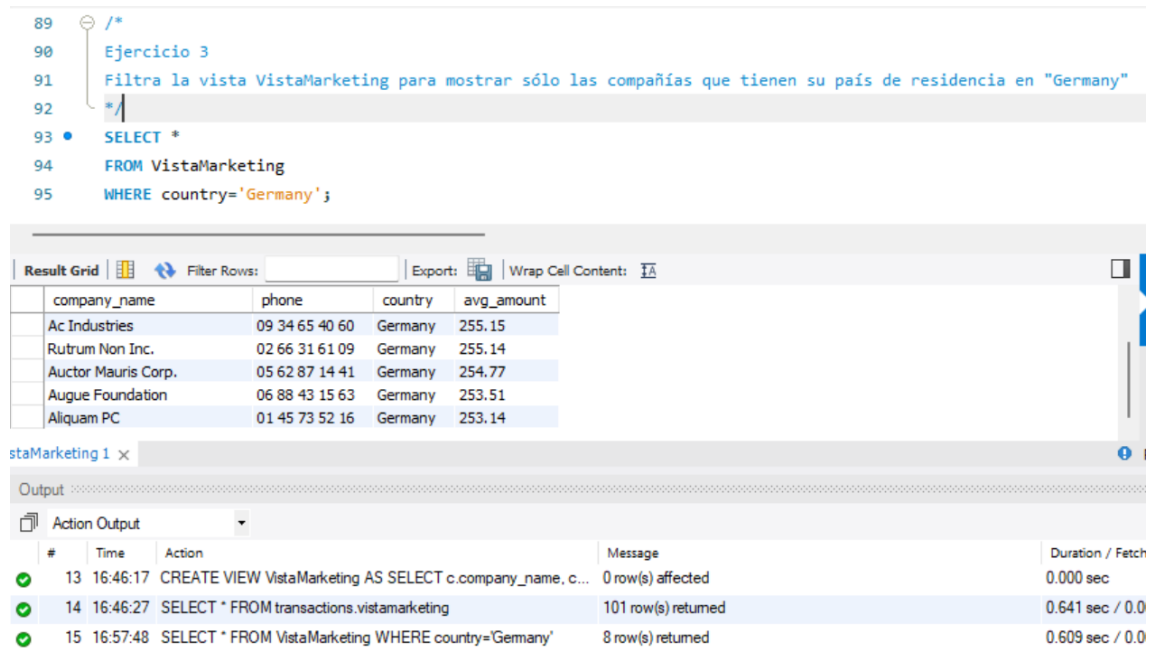 89 /*
90 Ejercicio 3
91 Filtra la vista VistaMarketing para mostrar sólo las compañías que tienen su país de residencia en "Germany"
92 */
93 SELECT *
94 FROM VistaMarketing
95 WHERE country='Germany';
Result Grid Filter Rows: Export: Wrap Cell Content: IA
company_name phone country avg_amount
Ac Industries 09 34 65 40 60 Germany 255.15
Rutrum Non Inc. 02 66 31 61 09 Germany 255.14
Auctor Mauris Corp. 05 62 87 14 41 Germany 254.77
Augue Foundation 06 88 43 15 63 Germany 253.51
Aliquam PC 01 45 73 52 16 Germany 253.14
staMarketing 1 ×
Output
Action Output
# Time Action Message Duration / Fetch
13 16:46:17 CREATE VIEW VistaMarketing AS SELECT c.company_name, c... 0 row(s) affected 0.000 sec
14 16:46:27 SELECT * FROM transactions.vistamarketing 101 row(s) returned 0.641 sec / 0.0
15 16:57:48 SELECT * FROM VistaMarketing WHERE country='Germany' 8 row(s) returned 0.609 sec / 0.0